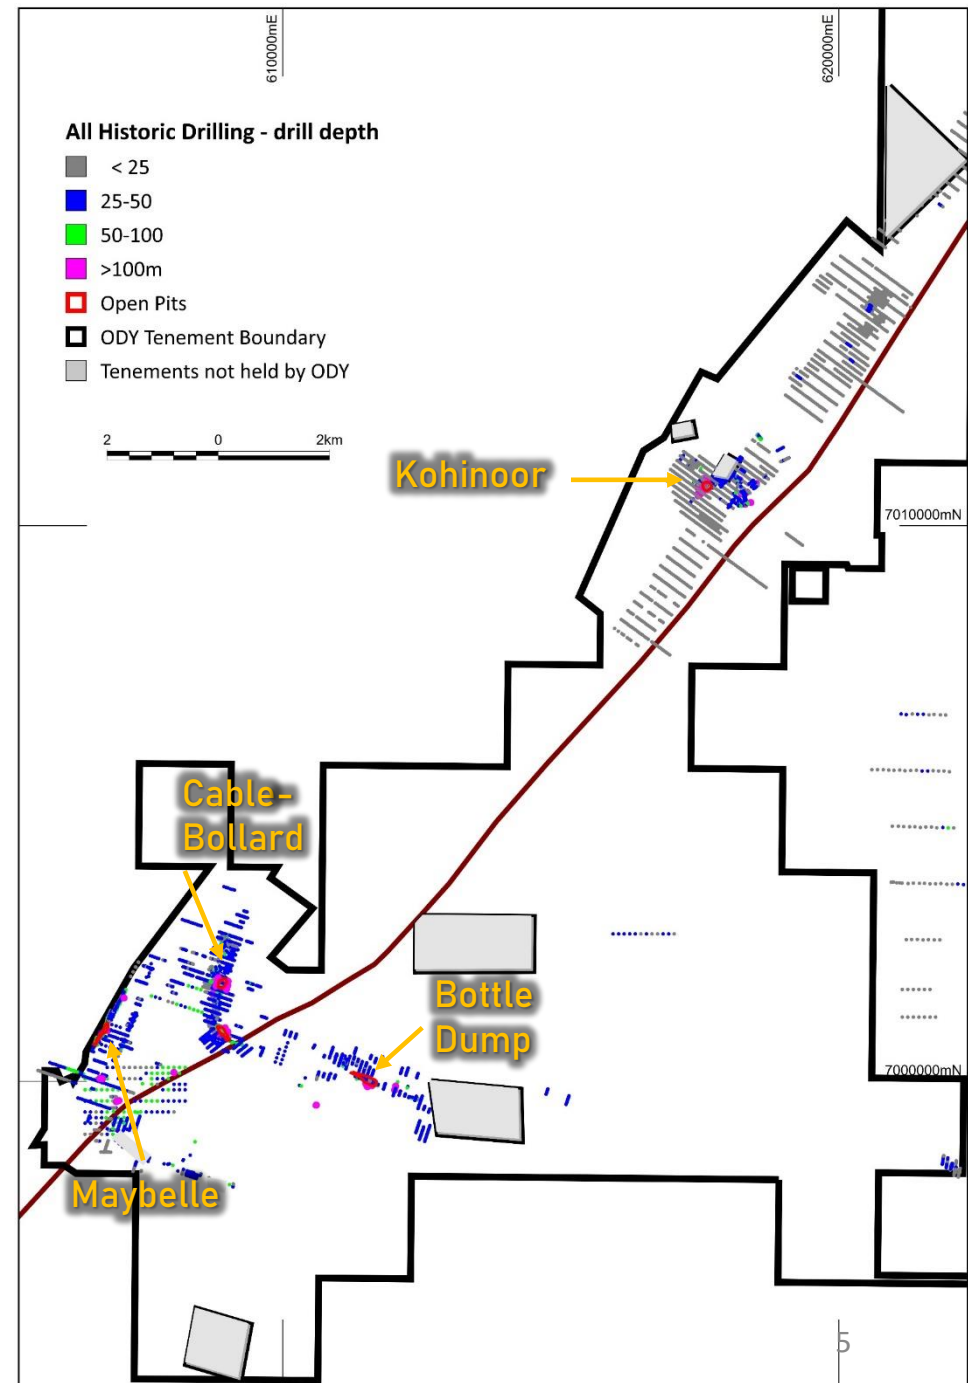 610000mE
620000mE
All Historic Drilling - drill depth
< 25
25-50
50-100
>100m
Open Pits
ODY Tenement Boundary
Tenements not held by ODY
2 0 2km
Kohinoor
7010000mN
Cable-
Bollard
Bottle
Dump
7000000mN
Maybelle
5